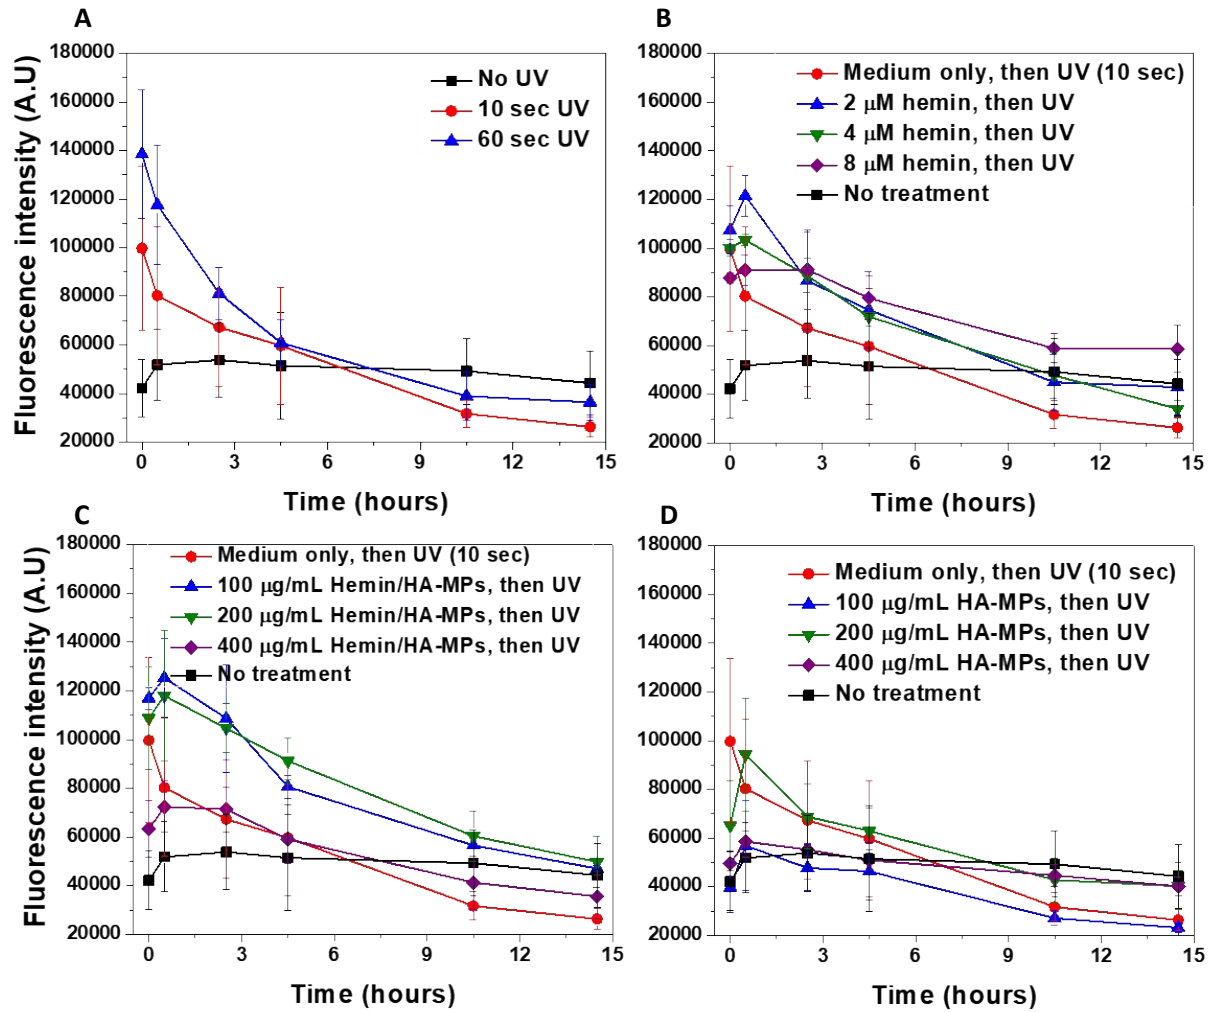 A
Fluorescence intensity (A.U)
180000
160000
140000
120000
100000
80000
60000
40000
20000
No UV
10 sec UV
60 sec UV
0
3
6
9
12
15
Time (hours)
B
180000
160000
140000
120000
100000
80000
60000
40000
20000
Medium only, then UV (10 sec)
2 µM hemin, then UV
4 µM hemin, then UV
8 µM hemin, then UV
No treatment
0
3
6
9
12
15
Time (hours)
C
Fluorescence intensity (A.U)
180000
160000
140000
120000
100000
80000
60000
40000
20000
Medium only, then UV (10 sec)
100 µg/mL Hemin/HA-MPs, then UV
200 µg/mL Hemin/HA-MPs, then UV
400 µg/mL Hemin/HA-MPs, then UV
No treatment
0
3
6
9
12
15
Time (hours)
D
180000
160000
140000
120000
100000
80000
60000
40000
20000
Medium only, then UV (10 sec)
100 µg/mL HA-MPs, then UV
200 µg/mL HA-MPs, then UV
400 µg/mL HA-MPs, then UV
No treatment
0
3
6
9
12
15
Time (hours)